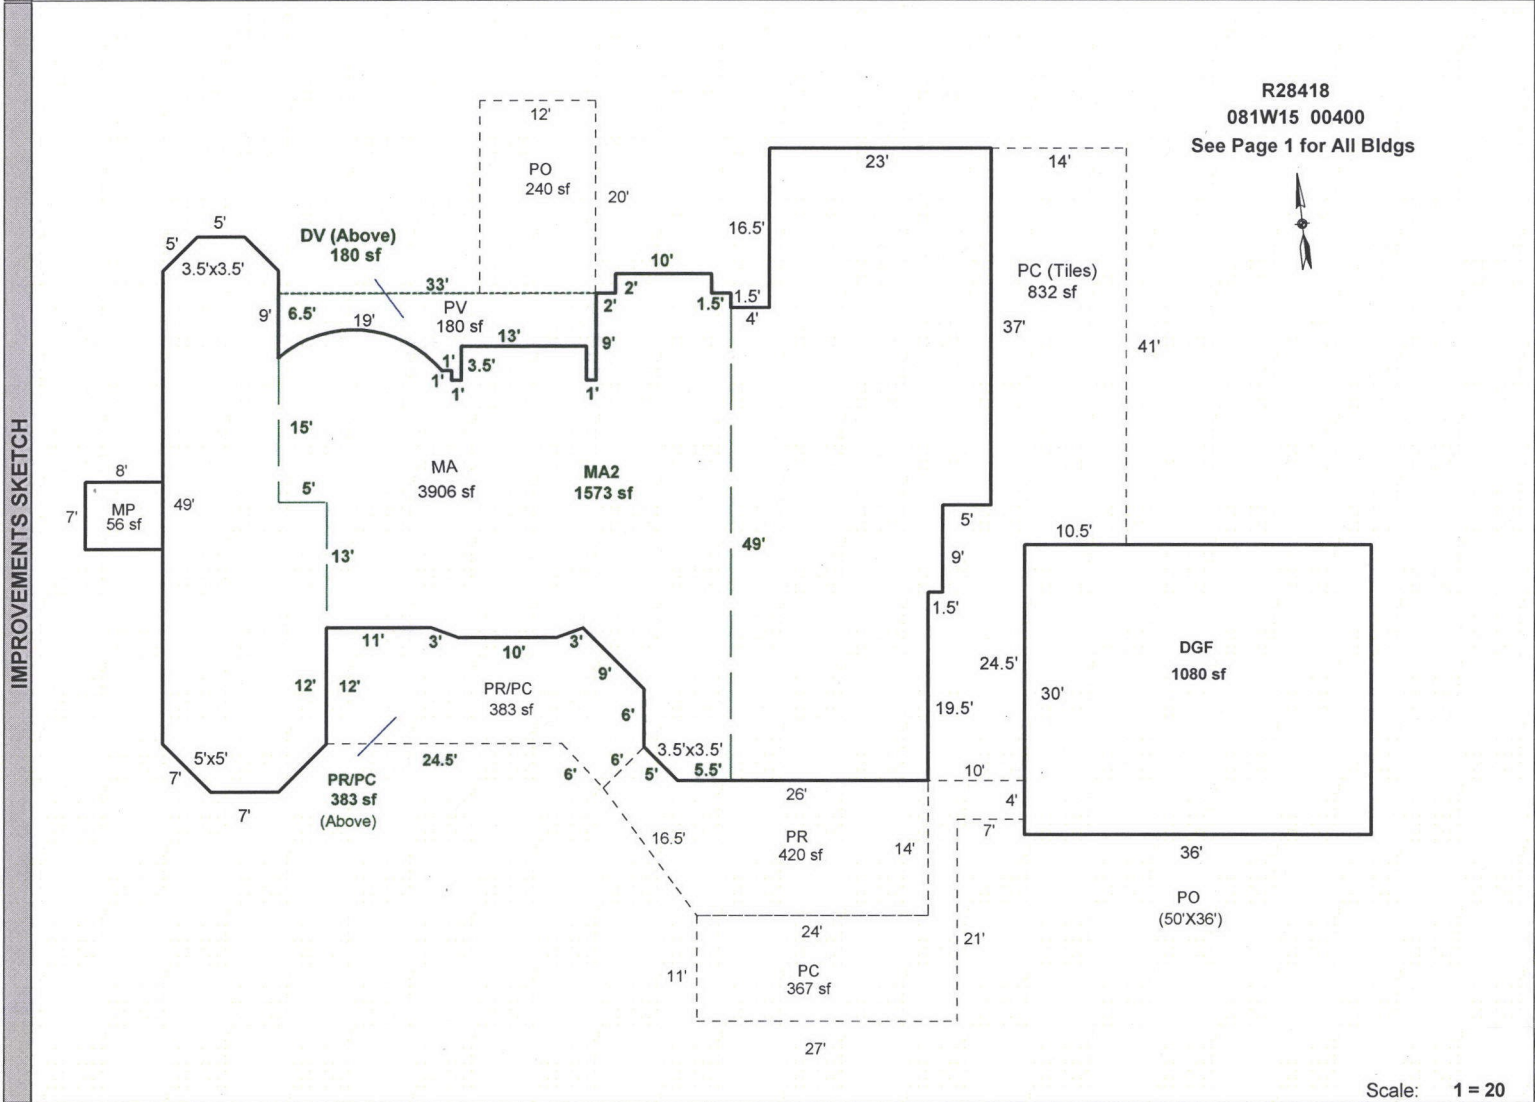 IMPROVEMENTS SKETCH
R28418
081W15 00400
See Page 1 for All Bldgs
12'
PO
240 sf
20'
23'
14'
16.5'
5'
5'
3.5'x3.5'
DV (Above)
180 sf
33'
10'
2'
2'
1.5'
1.5'
4'
PC (Tiles)
832 sf
37'
41'
9'
6.5'
19'
PV
180 sf
13'
9'
1'
1'
1'
3.5'
1'
15'
5'
MA
3906 sf
MA2
1573 sf
8'
7'
MP
56 sf
49'
13'
49'
5'
9'
1.5'
10.5'
11'
3'
10'
3'
9'
24.5'
DGF
1080 sf
30'
12'
12'
PR/PC
383 sf
6'
19.5'
5'x5'
7'
7'
24.5'
6'
6'
5'
3.5'x3.5'
5.5'
10'
4'
7'
PR/PC
383 sf
(Above)
26'
16.5'
PR
420 sf
14'
36'
PO
(50'X36')
24'
11'
PC
367 sf
21'
27'
Scale: 1 = 20